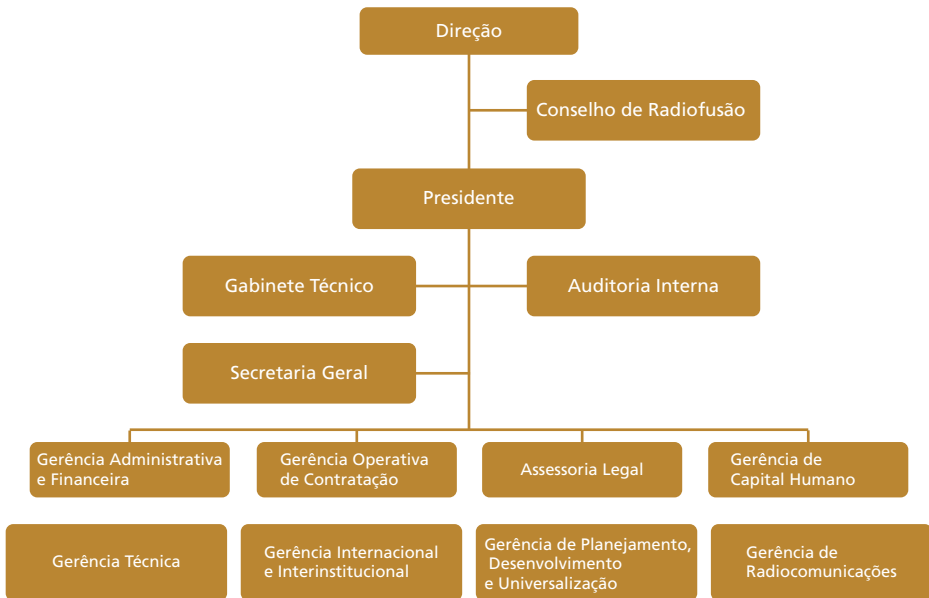 Direção
Conselho de Radiofusão
Presidente
Gabinete Técnico
Auditoria Interna
Secretaria Geral
Gerência Administrativa
e Financeira
Gerência Operativa
de Contratação
Assessoria Legal
Gerência de
Capital Humano
Gerência Técnica
Gerência Internacional
e Interinstitucional
Gerência de Planejamento,
Desenvolvimento
e Universalização
Gerência de
Radiocomunicações